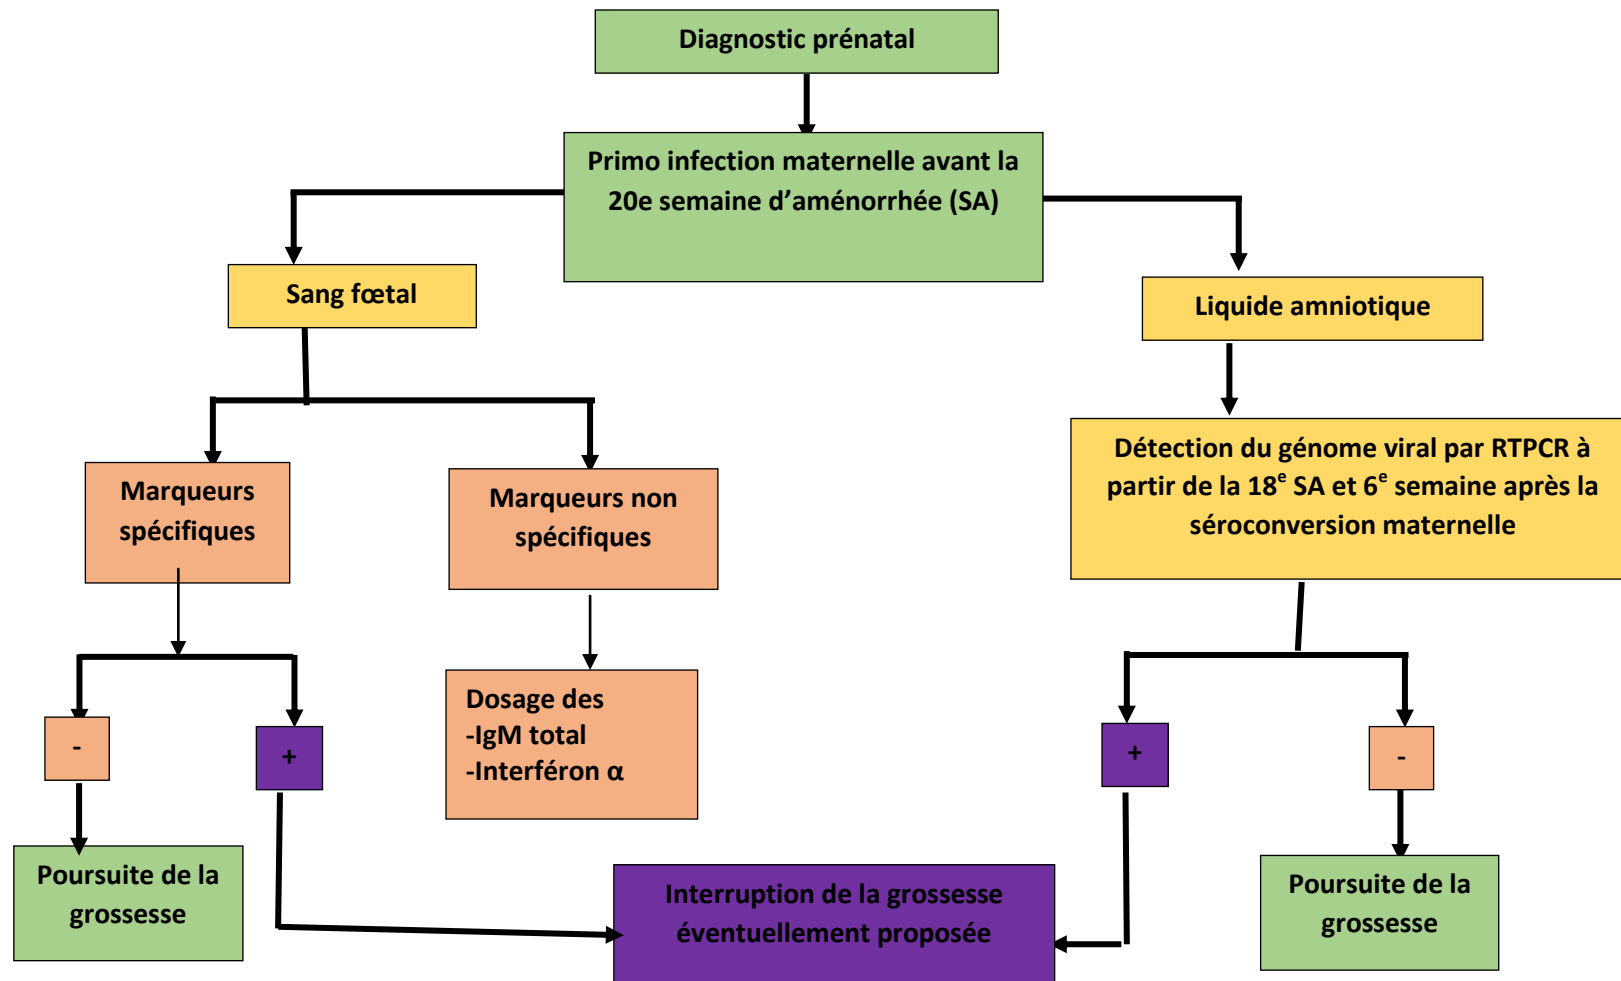 Diagnostic prénatal
Primo infection maternelle avant la
20e semaine d’aménorrhée (SA)
Sang fœtal
Liquide amniotique
Marqueurs
spécifiques
Marqueurs non
spécifiques
Détection du génome viral par RTPCR à
partir de la 18e SA et 6e semaine après la
séroconversion maternelle
Dosage des
-IgM total
-Interféron α
-
+
+
-
Poursuite de la
grossesse
Interruption de la grossesse
éventuellement proposée
Poursuite de la
grossesse